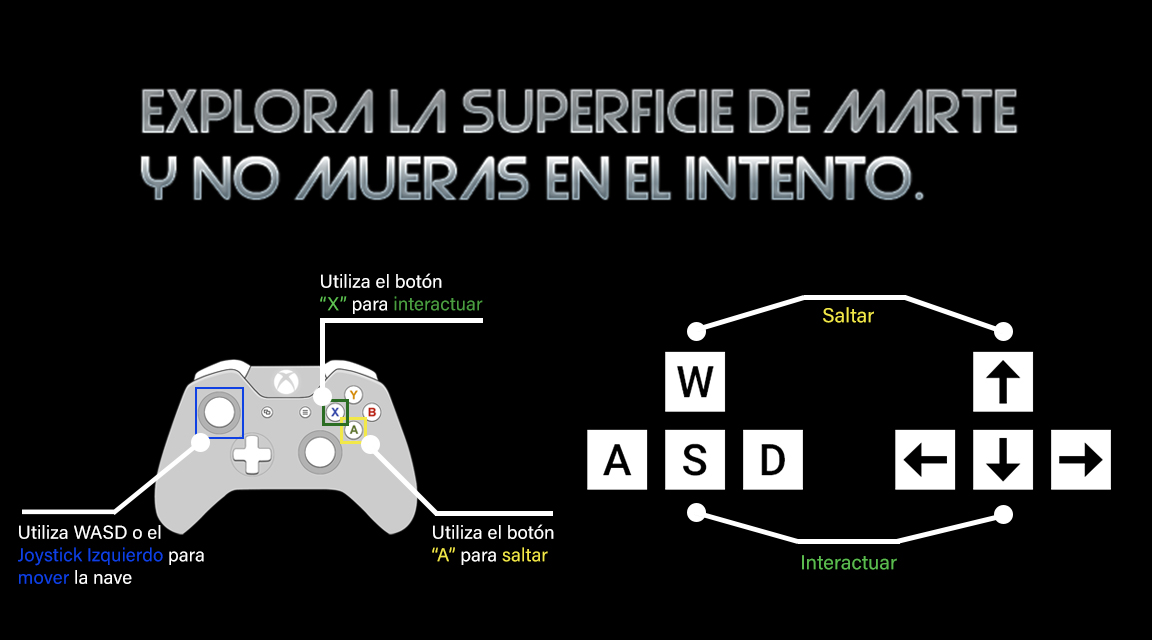 EXPLORA LA SUPERFICIE DE MARTE
Y NO MUERAS EN EL INTENTO.
Utiliza el botón
“X” para interactuar
Y
X
B
A
Utiliza WASD o el
Joystick Izquierdo para
mover la nave
Utiliza el botón
“A” para saltar
Saltar
W
A S D
Interactuar